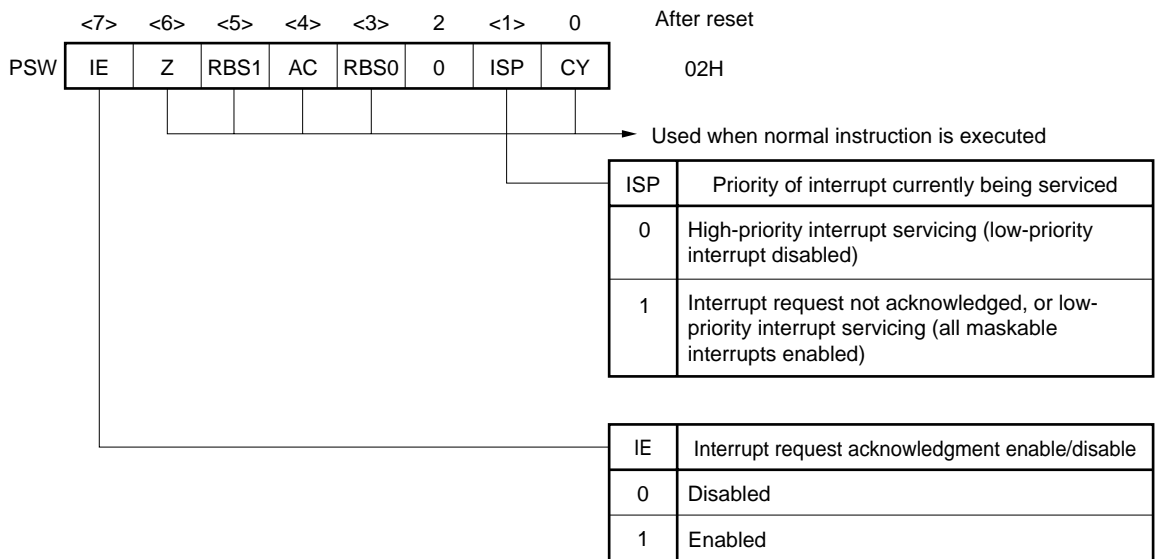 <7> <6> <5> <4> <3> 2 <1> 0 After reset
PSW IE Z RBS1 AC RBS0 0 ISP CY 02H
Used when normal instruction is executed
ISP Priority of interrupt currently being serviced
0 High-priority interrupt servicing (low-priority
interrupt disabled)
1 Interrupt request not acknowledged, or low-
priority interrupt servicing (all maskable
interrupts enabled)
IE Interrupt request acknowledgment enable/disable
0 Disabled
1 Enabled